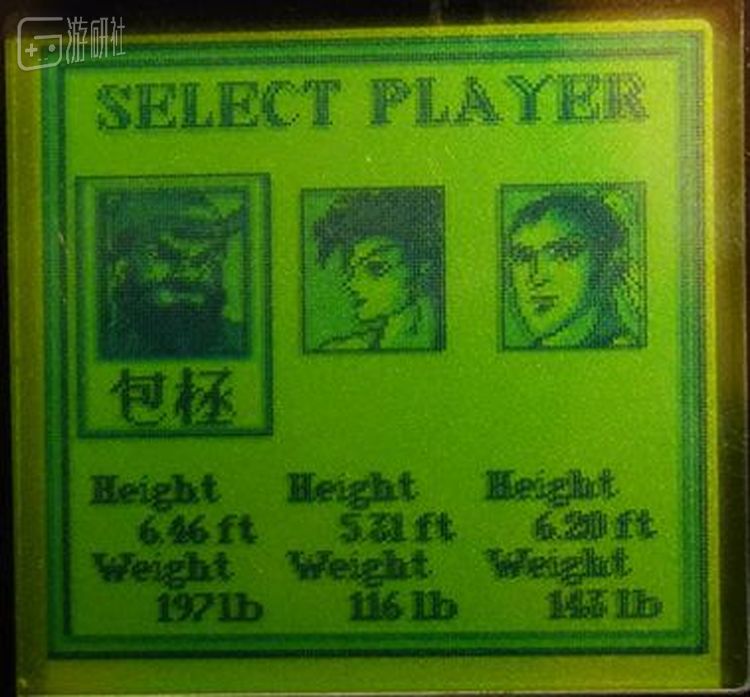 游研社
SELECT PLAYER
包拯
Height Height Height
6.46 ft 5.31 ft 6.20 ft
Weight Weight Weight
197 lb 116 lb 143 lb